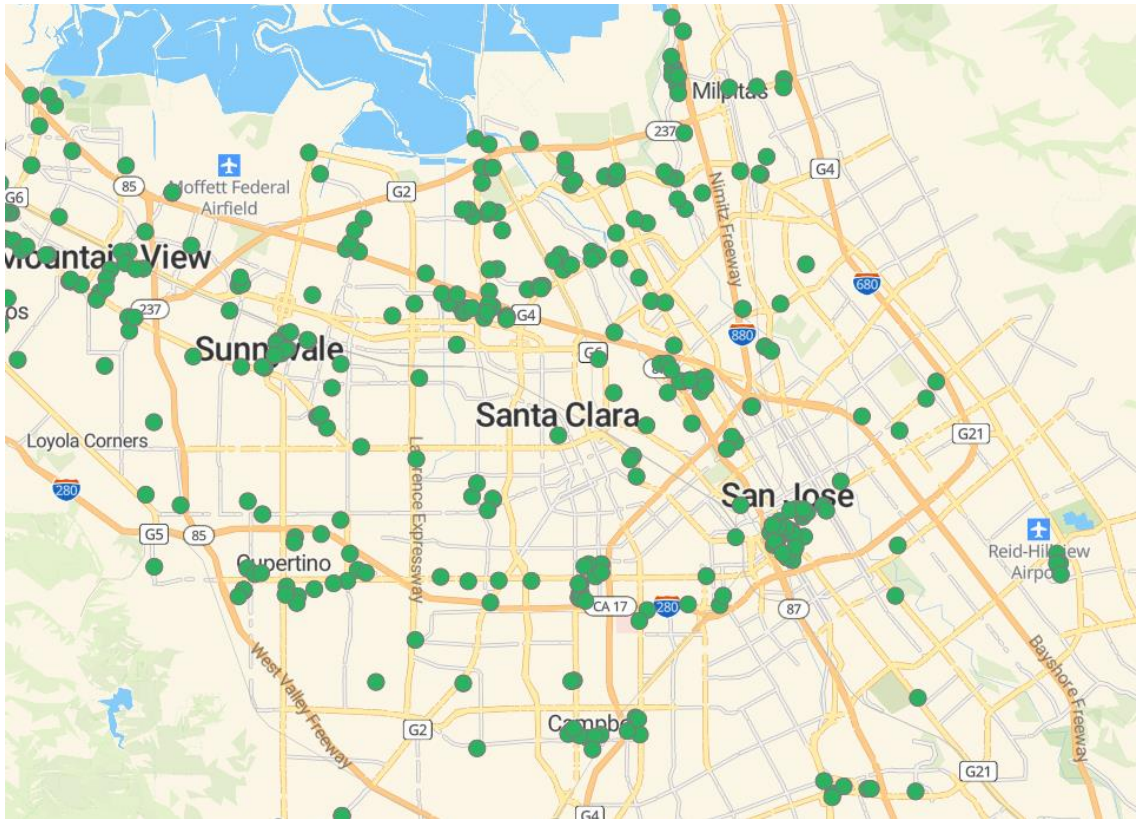 Milpitas
237
G4
85
G6
Moffett Federal
Airfield
G2
Nimitz Freeway
Mountain View
237
680
G4
880
Sunnyvale
G6
Santa Clara
Loyola Corners
G21
Lawrence Expressway
280
San Jose
G5
85
Cupertino
Reid-Hillview
Airport
CA 17
280
87
West Valley Freeway
Bayshore Freeway
G2
Campbell
G21
G4